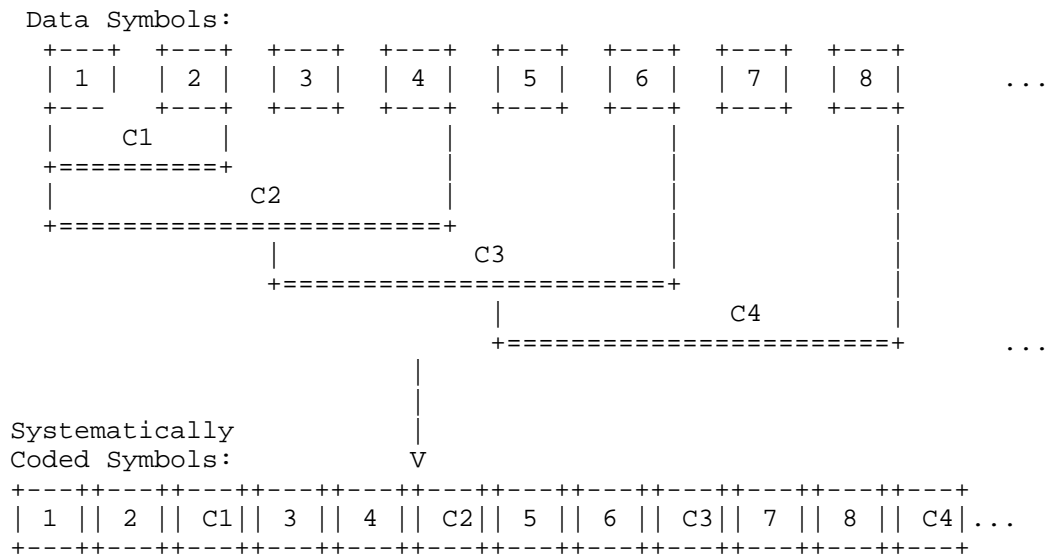 Data Symbols:
+---+  +---+  +---+  +---+  +---+  +---+  +---+  +---+
| 1 |  | 2 |  | 3 |  | 4 |  | 5 |  | 6 |  | 7 |  | 8 |      ...
+---   +---+  +---+  +---+  +---+  +---+  +---+  +---+
|    C1    |             |             |             |
+==========+             |             |             |
|            C2          |             |             |
+========================+             |             |
              |            C3          |             |
              +========================+             |
                            |              C4        |
                            +========================+      ...
                       |
                       |
Systematically         |
Coded Symbols:         V
+---++---++---++---++---++---++---++---++---++---++---++---+
| 1 || 2 || C1|| 3 || 4 || C2|| 5 || 6 || C3|| 7 || 8 || C4|...
+---++---++---++---++---++---++---++---++---++---++---++---+